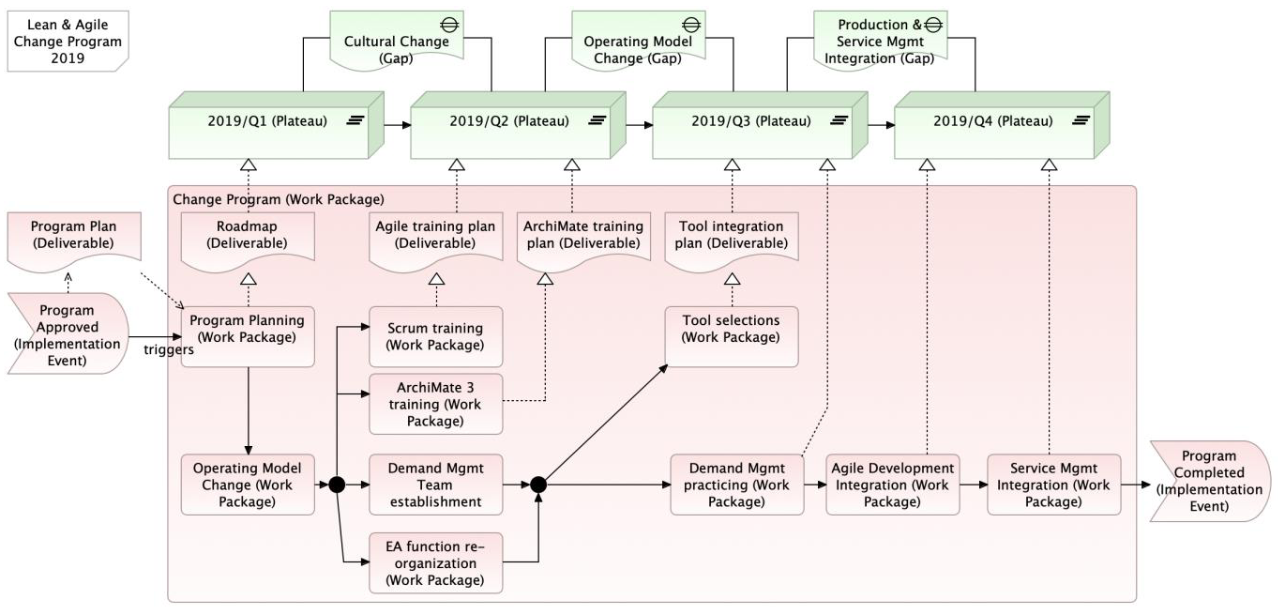 Lean & Agile
Change Program
2019
Cultural Change
(Gap)
Operating Model
Change (Gap)
Production &
Service Mgmt
Integration (Gap)
2019/Q1 (Plateau)
2019/Q2 (Plateau)
2019/Q3 (Plateau)
2019/Q4 (Plateau)
Change Program (Work Package)
Program Plan
(Deliverable)
Roadmap
(Deliverable)
Agile training plan
(Deliverable)
ArchiMate training
plan (Deliverable)
Tool integration
plan (Deliverable)
Program
Approved
(Implementation
Event)
triggers
Program Planning
(Work Package)
Scrum training
(Work Package)
Tool selections
(Work Package)
ArchiMate 3
training (Work
Package)
Operating Model
Change (Work
Package)
Demand Mgmt
Team
establishment
Demand Mgmt
practicing (Work
Package)
Agile Development
Integration (Work
Package)
Service Mgmt
Integration (Work
Package)
Program
Completed
(Implementation
Event)
EA function re-
organization
(Work Package)